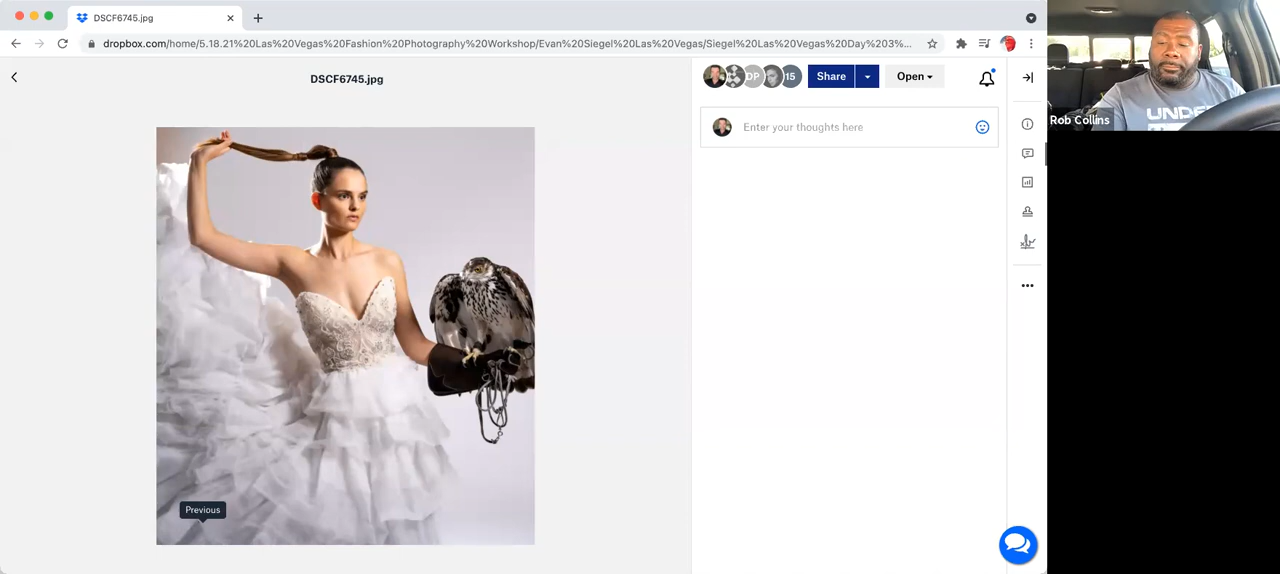 DSCF6745.jpg
dropbox.com/home/5.18.21%20Las%20Vegas%20Fashion%20Photography%20Workshop/Evan%20Siegel%20Las%20Vegas/Siegel%20Las%20Vegas%20Day%203%...
DSCF6745.jpg
DP
15
Share
Open
Enter your thoughts here
Previous
UNDE
Rob Collins